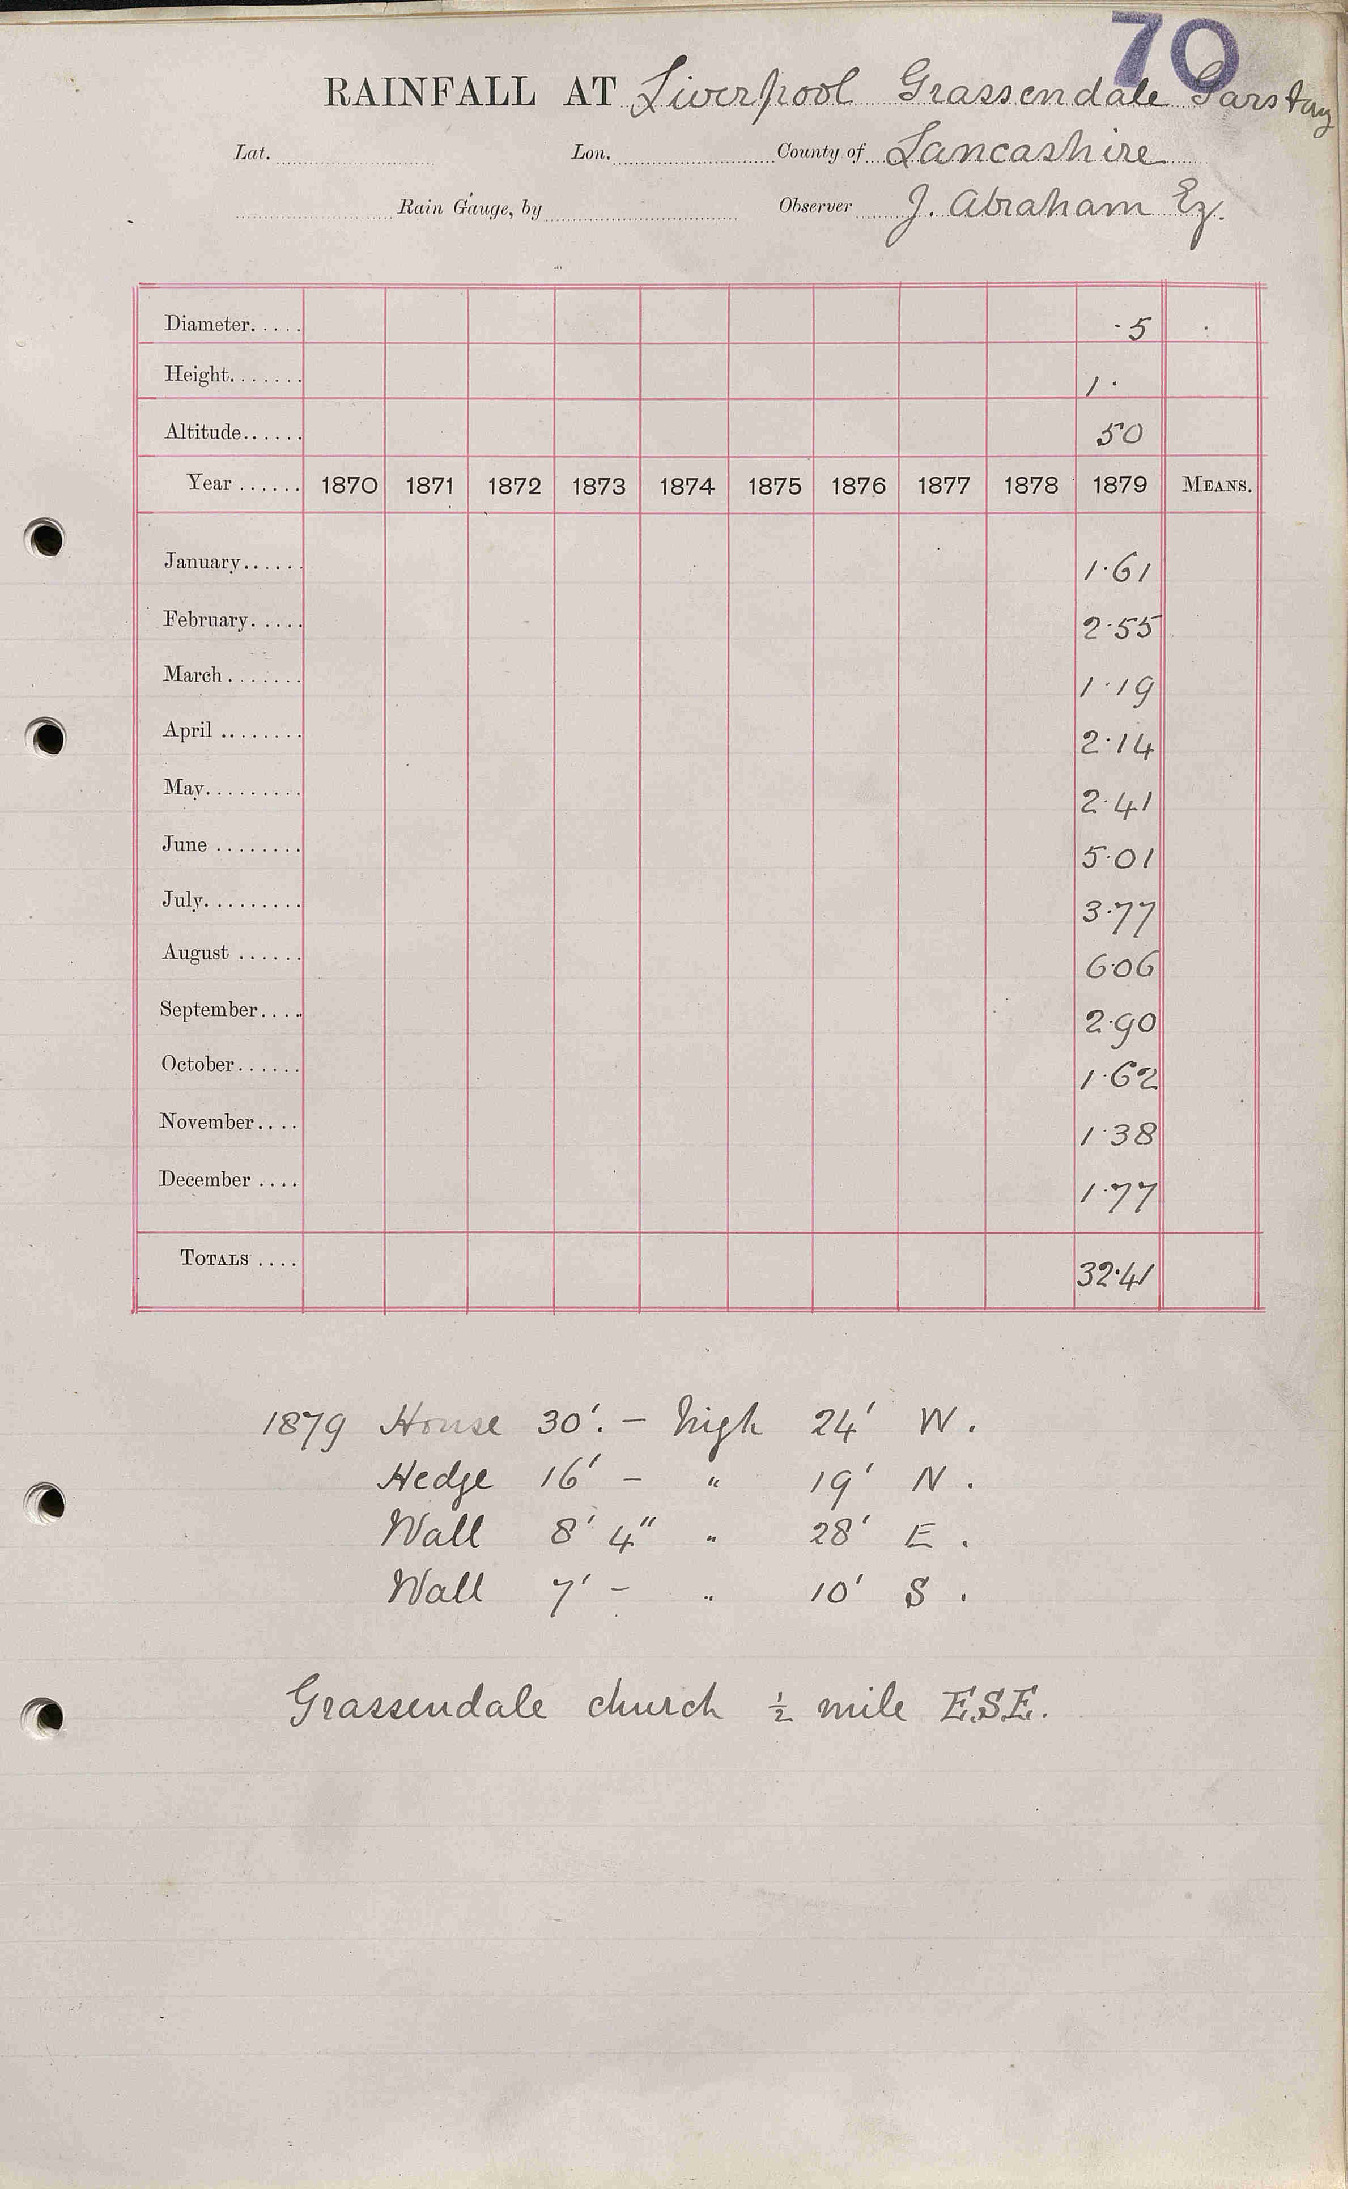 70
RAINFALL AT Liverpool Grassendale Garston
Lat. Lon. County of Lancashire
Rain Gauge, by Observer J. Abraham Eq.
Diameter..... ·5
Height....... 1·
Altitude...... 50
Year ...... 1870 1871 1872 1873 1874 1875 1876 1877 1878 1879 MEANS.
January...... 1·61
February..... 2·55
March....... 1·19
April ........ 2·14
May......... 2·41
June ........ 5·01
July......... 3·77
August ...... 6·06
September.... 2·90
October...... 1·62
November.... 1·38
December .... 1·77
TOTALS .... 32·41
1879 House 30'. – high 24' W.
Hedge 16' – " 19' N.
Wall 8' 4" " 28' E.
Wall 7' – " 10' S.
Grassendale church ½ mile ESE.